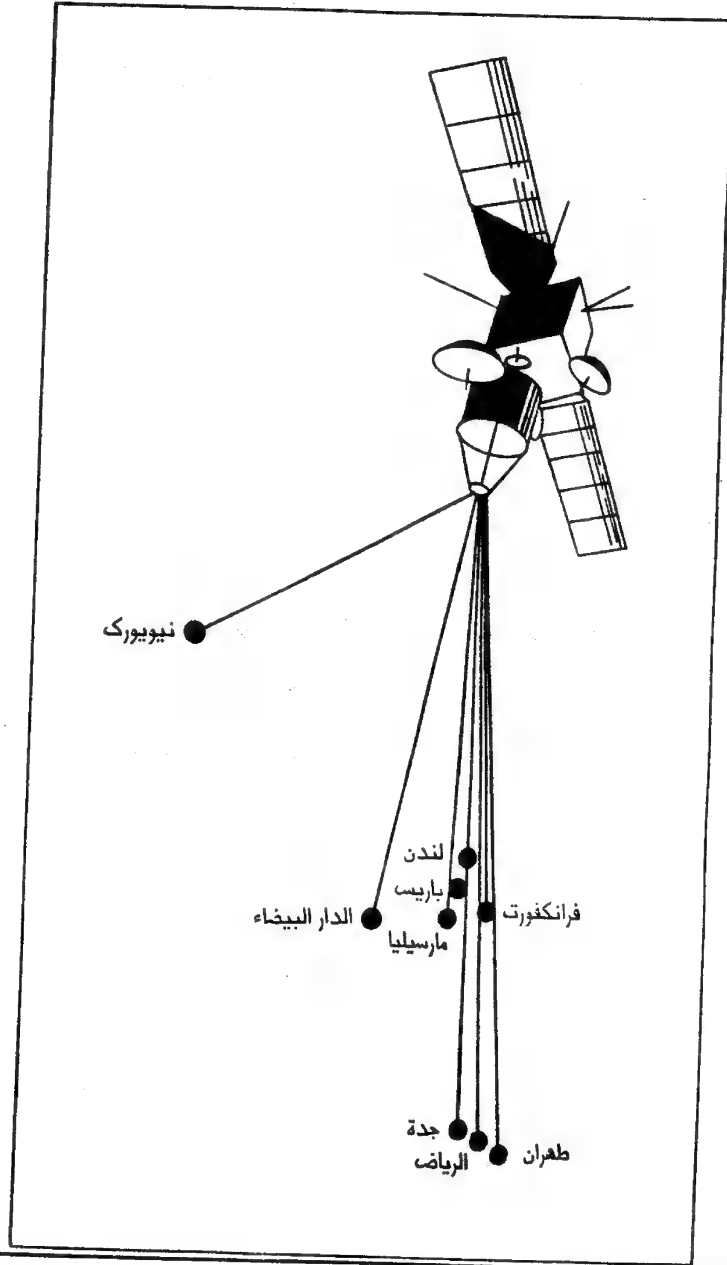 نيويورك
لندن
باريس
الدار البيضاء
فرانكفورت
مارسيليا
جدة
الرياض
طهران